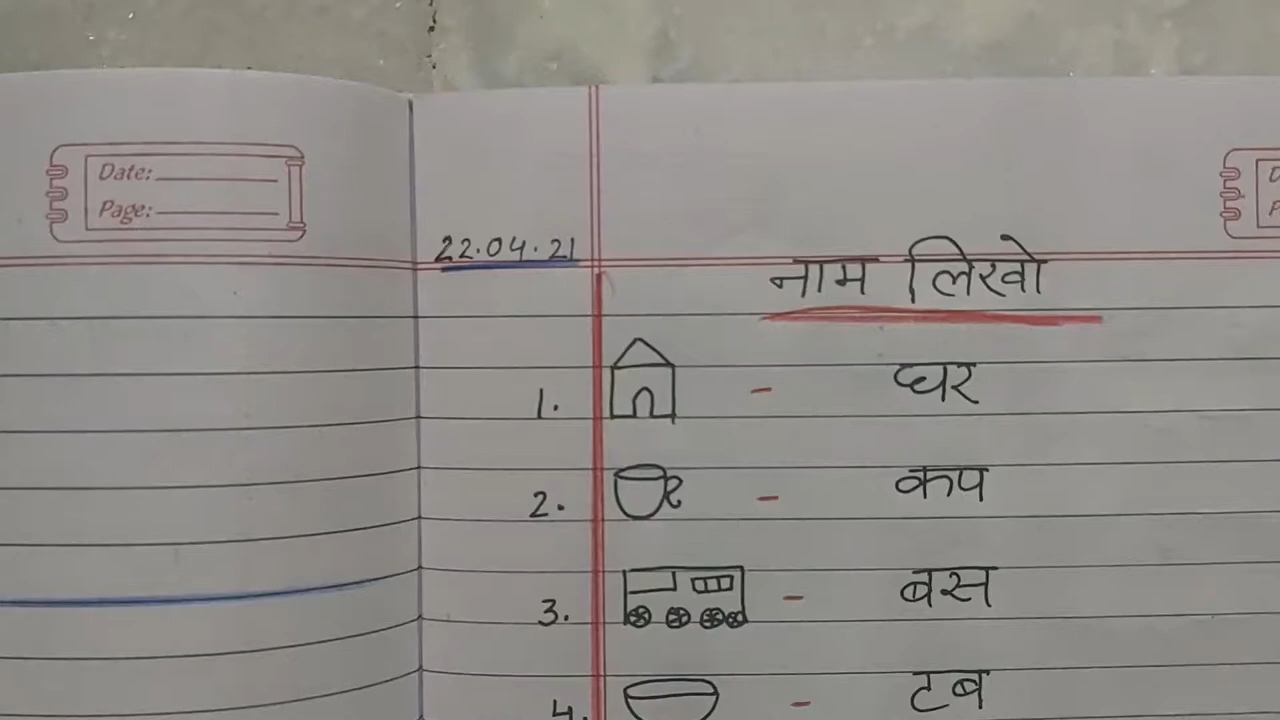 Date:
Page:
22.04.21
नाम लिखो
1. - घर
2. - कप
3. - बस
4. - टब